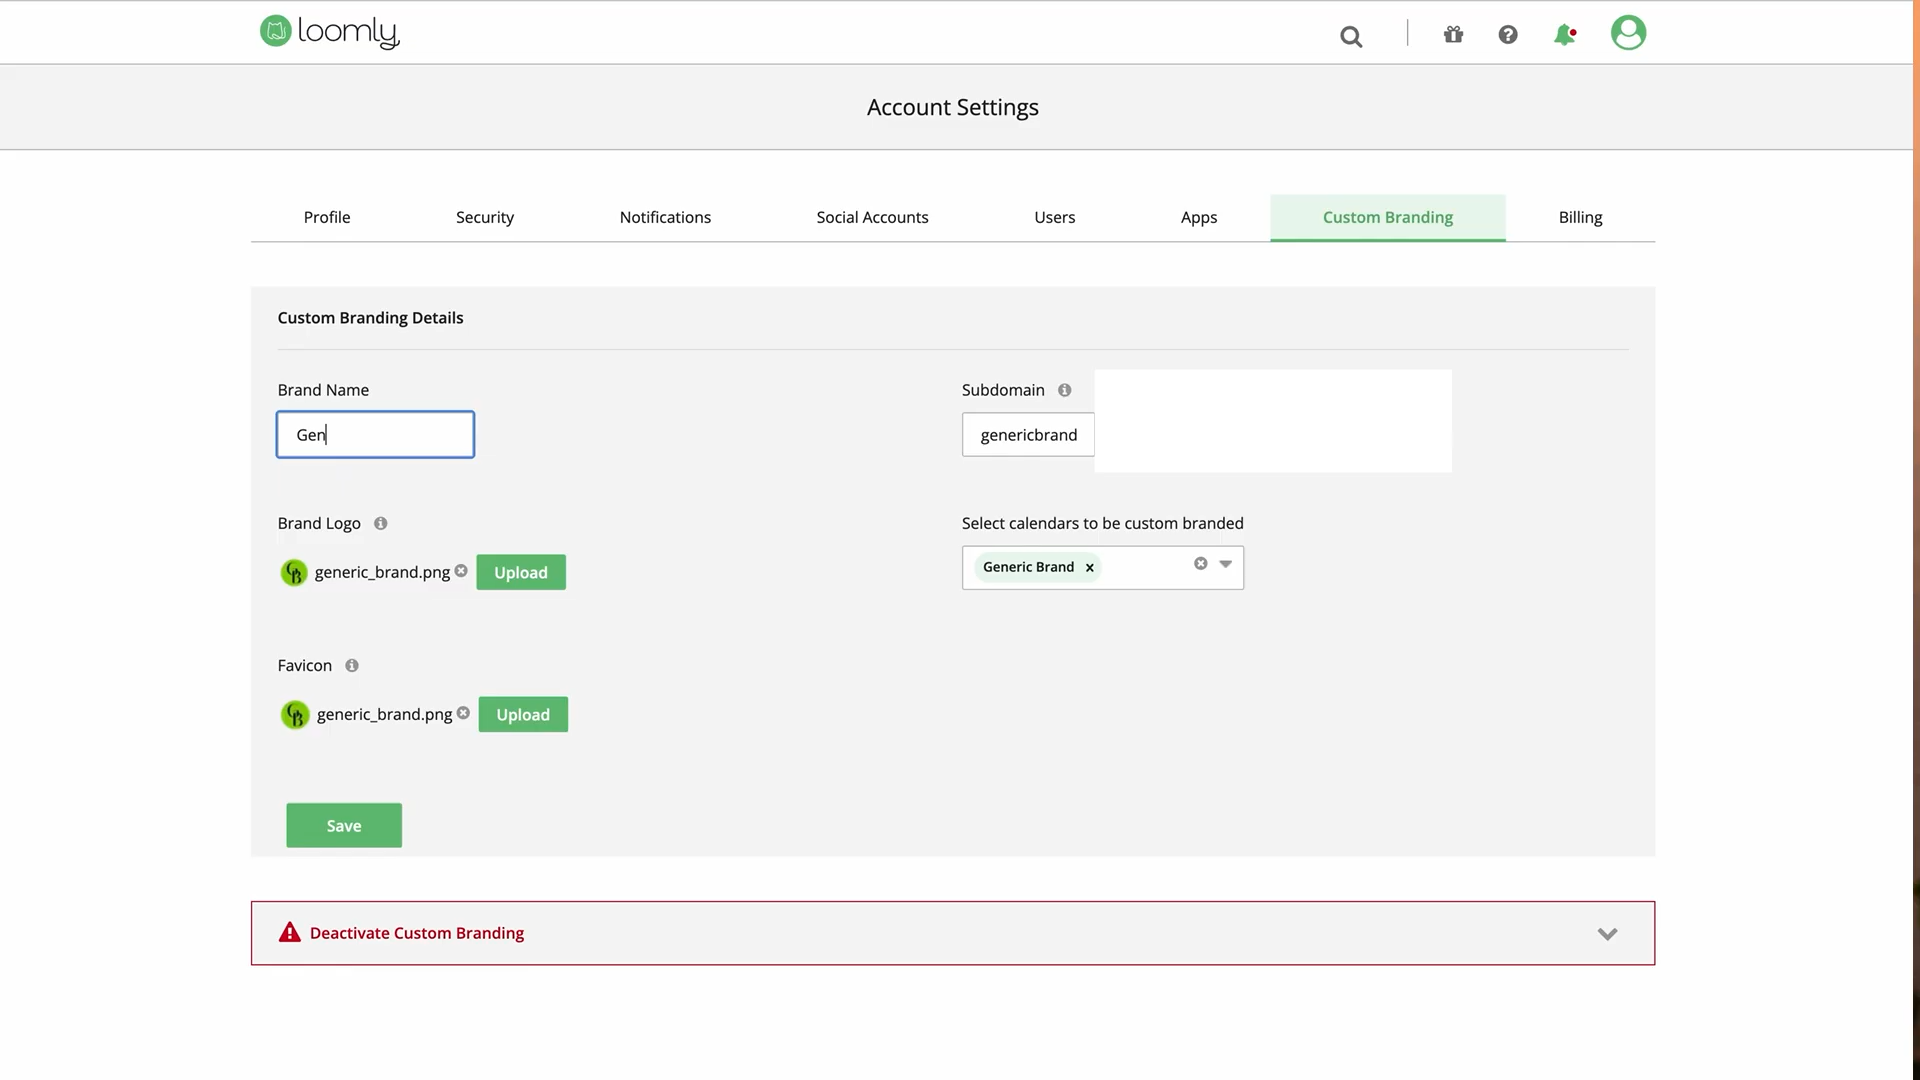 loomly
Account Settings
Profile Security Notifications Social Accounts Users Apps Custom Branding Billing
Custom Branding Details
Brand Name
Subdomain
Gen
genericbrand
Brand Logo
Select calendars to be custom branded
generic_brand.png
Upload
Generic Brand
Favicon
generic_brand.png
Upload
Save
Deactivate Custom Branding